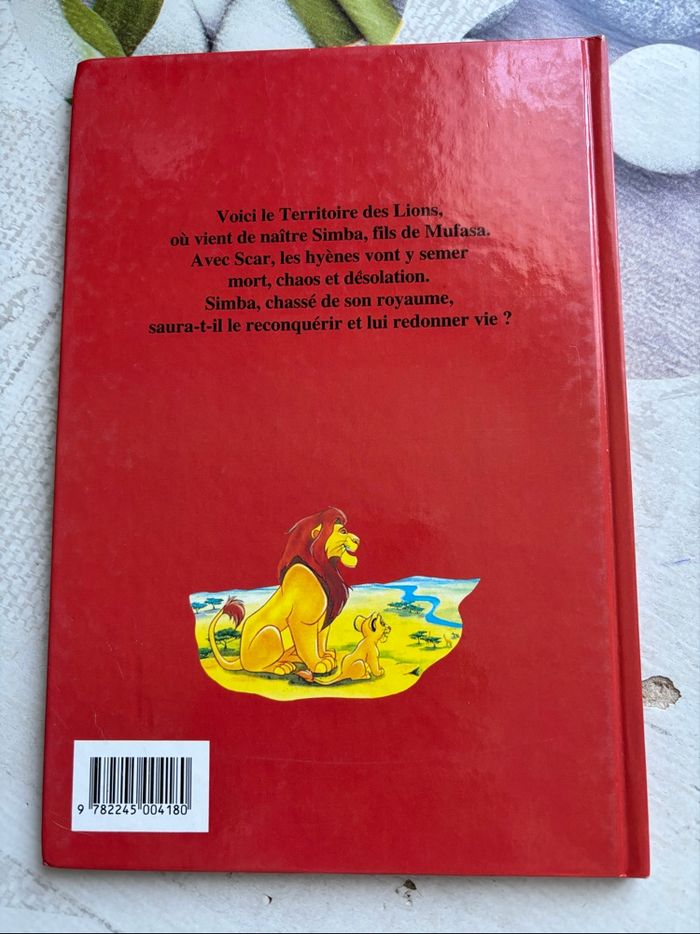 Voici le Territoire des Lions,
où vient de naître Simba, fils de Mufasa.
Avec Scar, les hyènes vont y semer
mort, chaos et désolation.
Simba, chassé de son royaume,
saura-t-il le reconquérir et lui redonner vie ?
9 782245 004180